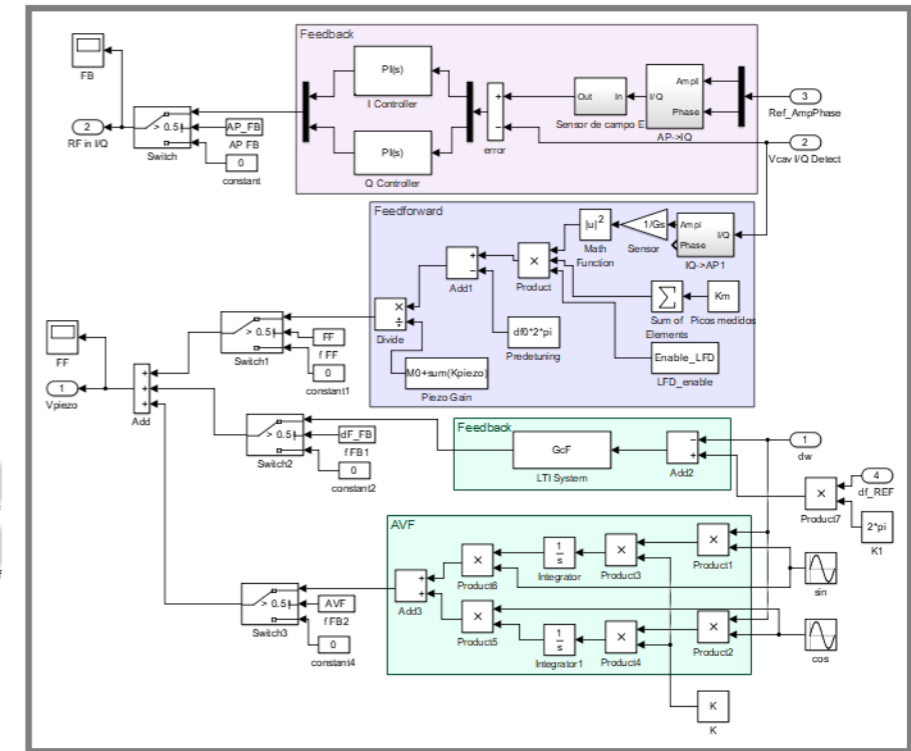 Feedback
FB
PI(s)
I Controller
PI(s)
Q Controller
+
−
error
Out
In
Sensor de campo E
Ampl
I/Q
Phase
AP->IQ
3
Ref_AmpPhase
2
Vcav I/Q Detect
2
RF in I/Q
> 0.5
Switch
AP_FB
AP FB
0
constant
Feedforward
|u|²
Math
Function
1/Gs
Sensor
Ampl
I/Q
Phase
IQ->AP1
+
−
Add1
×
Product
Σ
Sum of
Elements
Km
Picos medidos
×
÷
Divide
df0*2*pi
Predetuning
Enable_LFD
LFD_enable
M0+sum(Kpiezo)
Piezo Gain
> 0.5
Switch1
FF
f FF
0
constant1
FF
1
Vpiezo
+
+
+
Add
> 0.5
Switch2
dF_FB
f FB1
0
constant2
Feedback
GcF
LTI System
−
+
Add2
1
dw
4
df_REF
×
Product7
2*pi
K1
AVF
+
+
Add3
×
Product6
1
s
Integrator
×
Product3
×
Product1
sin
×
Product5
1
s
Integrator1
×
Product4
×
Product2
cos
> 0.5
Switch3
AVF
f FB2
0
constant4
K
K